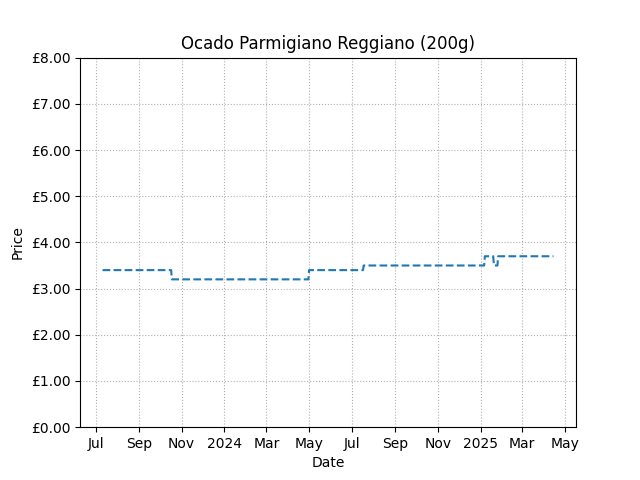 Ocado Parmigiano Reggiano (200g)
£8.00
£7.00
£6.00
£5.00
£4.00
£3.00
£2.00
£1.00
£0.00
Price
Jul Sep Nov 2024 Mar May Jul Sep Nov 2025 Mar May
Date